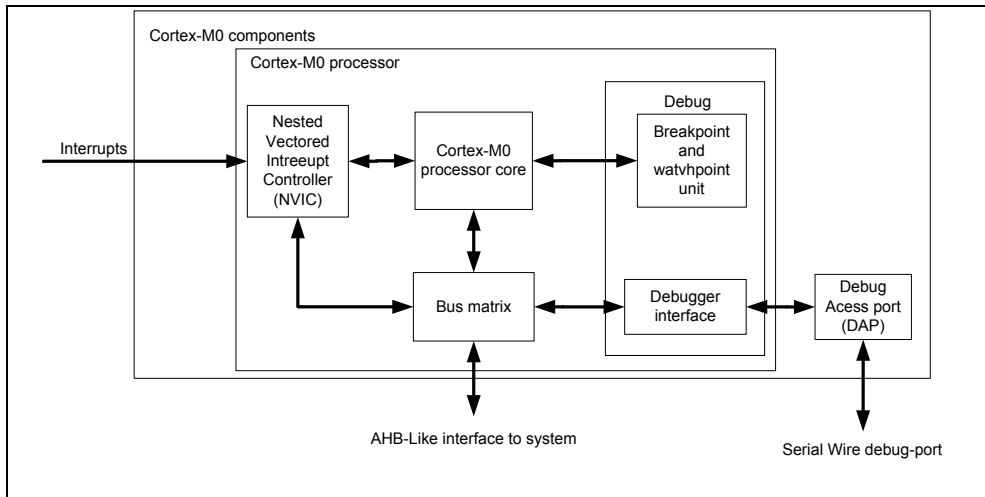 Cortex-M0 components
Cortex-M0 processor
Debug
Interrupts
Nested
Vectored
Intreeupt
Controller
(NVIC)
Cortex-M0
processor core
Breakpoint
and
watvhpoint
unit
Bus matrix
Debugger
interface
Debug
Acess port
(DAP)
AHB-Like interface to system
Serial Wire debug-port